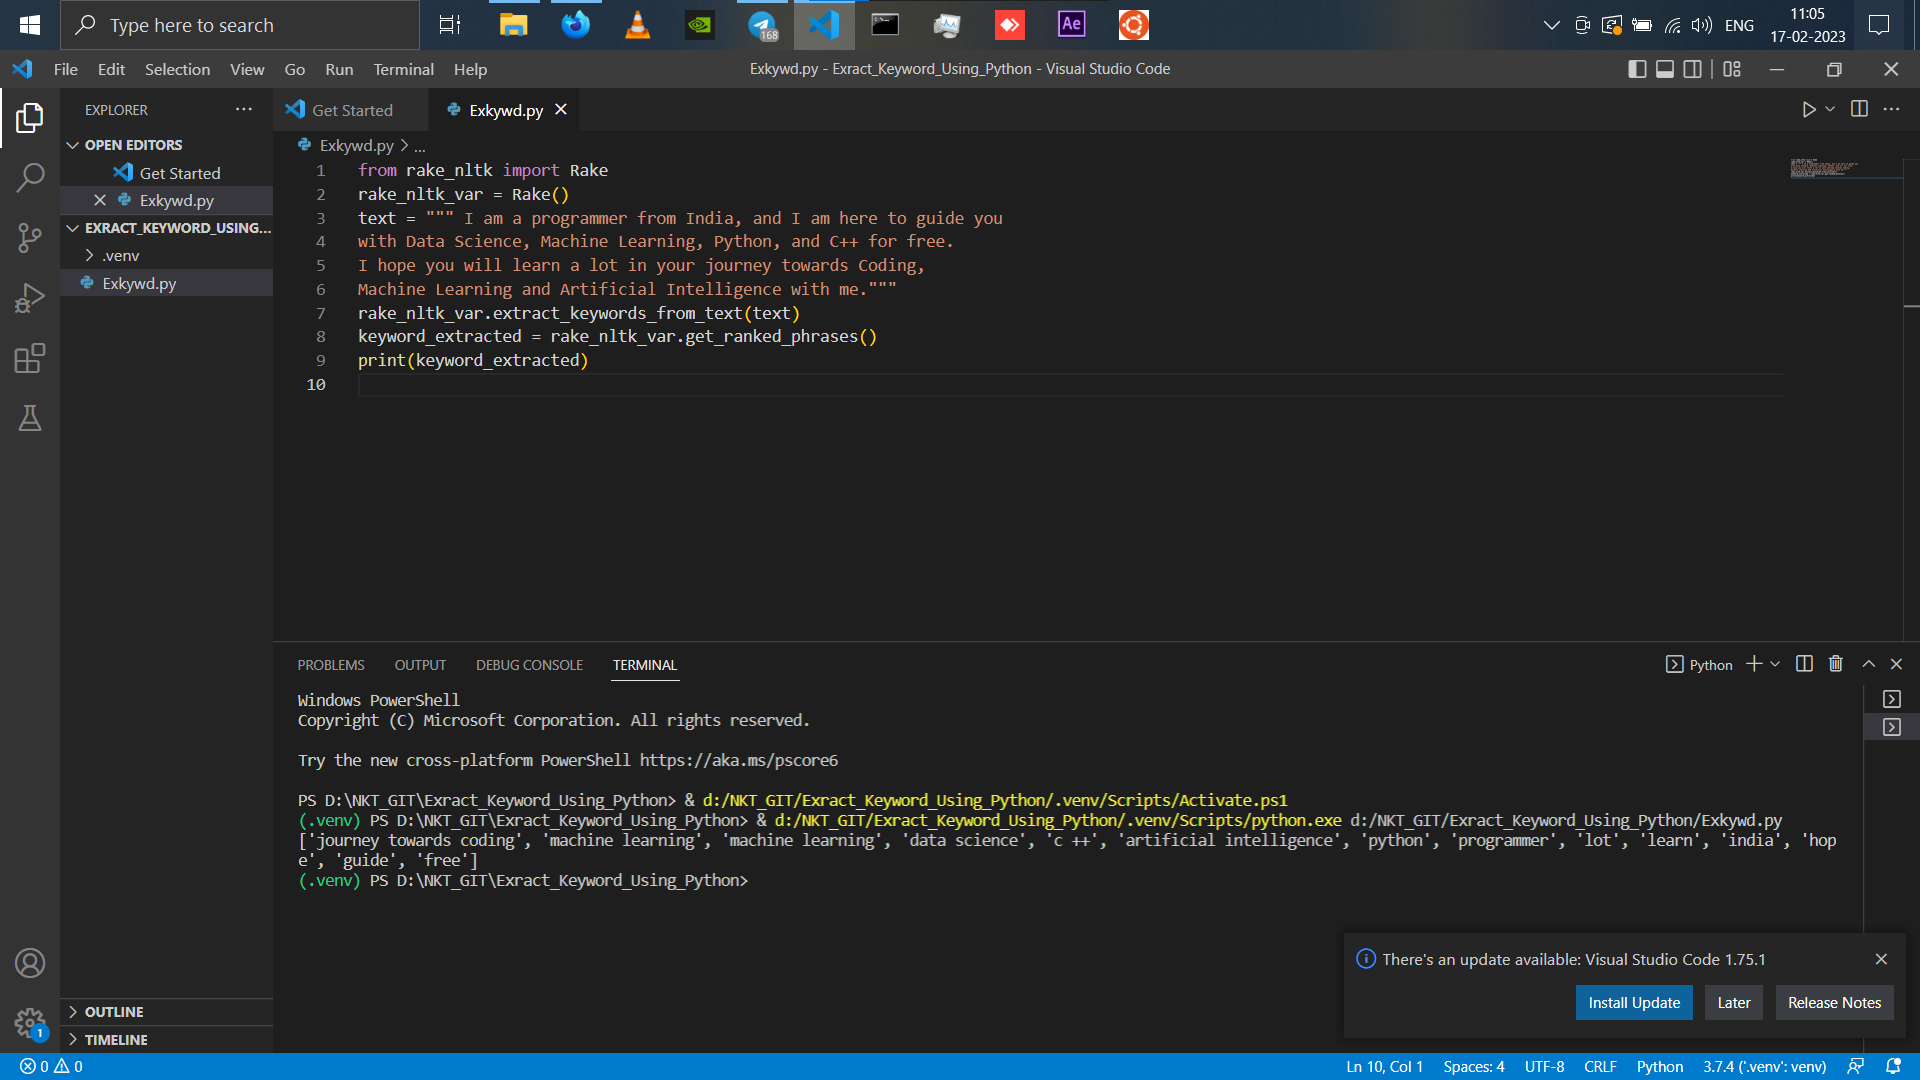 Type here to search
168
Ae
ENG
11:05
17-02-2023
File Edit Selection View Go Run Terminal Help
Exkywd.py - Exract_Keyword_Using_Python - Visual Studio Code
EXPLORER
Get Started
Exkywd.py
OPEN EDITORS
Get Started
Exkywd.py
EXRACT_KEYWORD_USING...
.venv
Exkywd.py
Exkywd.py > ...
1 from rake_nltk import Rake
2 rake_nltk_var = Rake()
3 text = """ I am a programmer from India, and I am here to guide you
4 with Data Science, Machine Learning, Python, and C++ for free.
5 I hope you will learn a lot in your journey towards Coding,
6 Machine Learning and Artificial Intelligence with me."""
7 rake_nltk_var.extract_keywords_from_text(text)
8 keyword_extracted = rake_nltk_var.get_ranked_phrases()
9 print(keyword_extracted)
10
PROBLEMS OUTPUT DEBUG CONSOLE TERMINAL
Python
Windows PowerShell
Copyright (C) Microsoft Corporation. All rights reserved.
Try the new cross-platform PowerShell https://aka.ms/pscore6
PS D:\NKT_GIT\Exract_Keyword_Using_Python> & d:/NKT_GIT/Exract_Keyword_Using_Python/.venv/Scripts/Activate.ps1
(.venv) PS D:\NKT_GIT\Exract_Keyword_Using_Python> & d:/NKT_GIT/Exract_Keyword_Using_Python/.venv/Scripts/python.exe d:/NKT_GIT/Exract_Keyword_Using_Python/Exkywd.py
['journey towards coding', 'machine learning', 'machine learning', 'data science', 'c ++', 'artificial intelligence', 'python', 'programmer', 'lot', 'learn', 'india', 'hop
e', 'guide', 'free']
(.venv) PS D:\NKT_GIT\Exract_Keyword_Using_Python>
There's an update available: Visual Studio Code 1.75.1
Install Update Later Release Notes
OUTLINE
1
TIMELINE
0 0
Ln 10, Col 1 Spaces: 4 UTF-8 CRLF Python 3.7.4 ('.venv': venv)